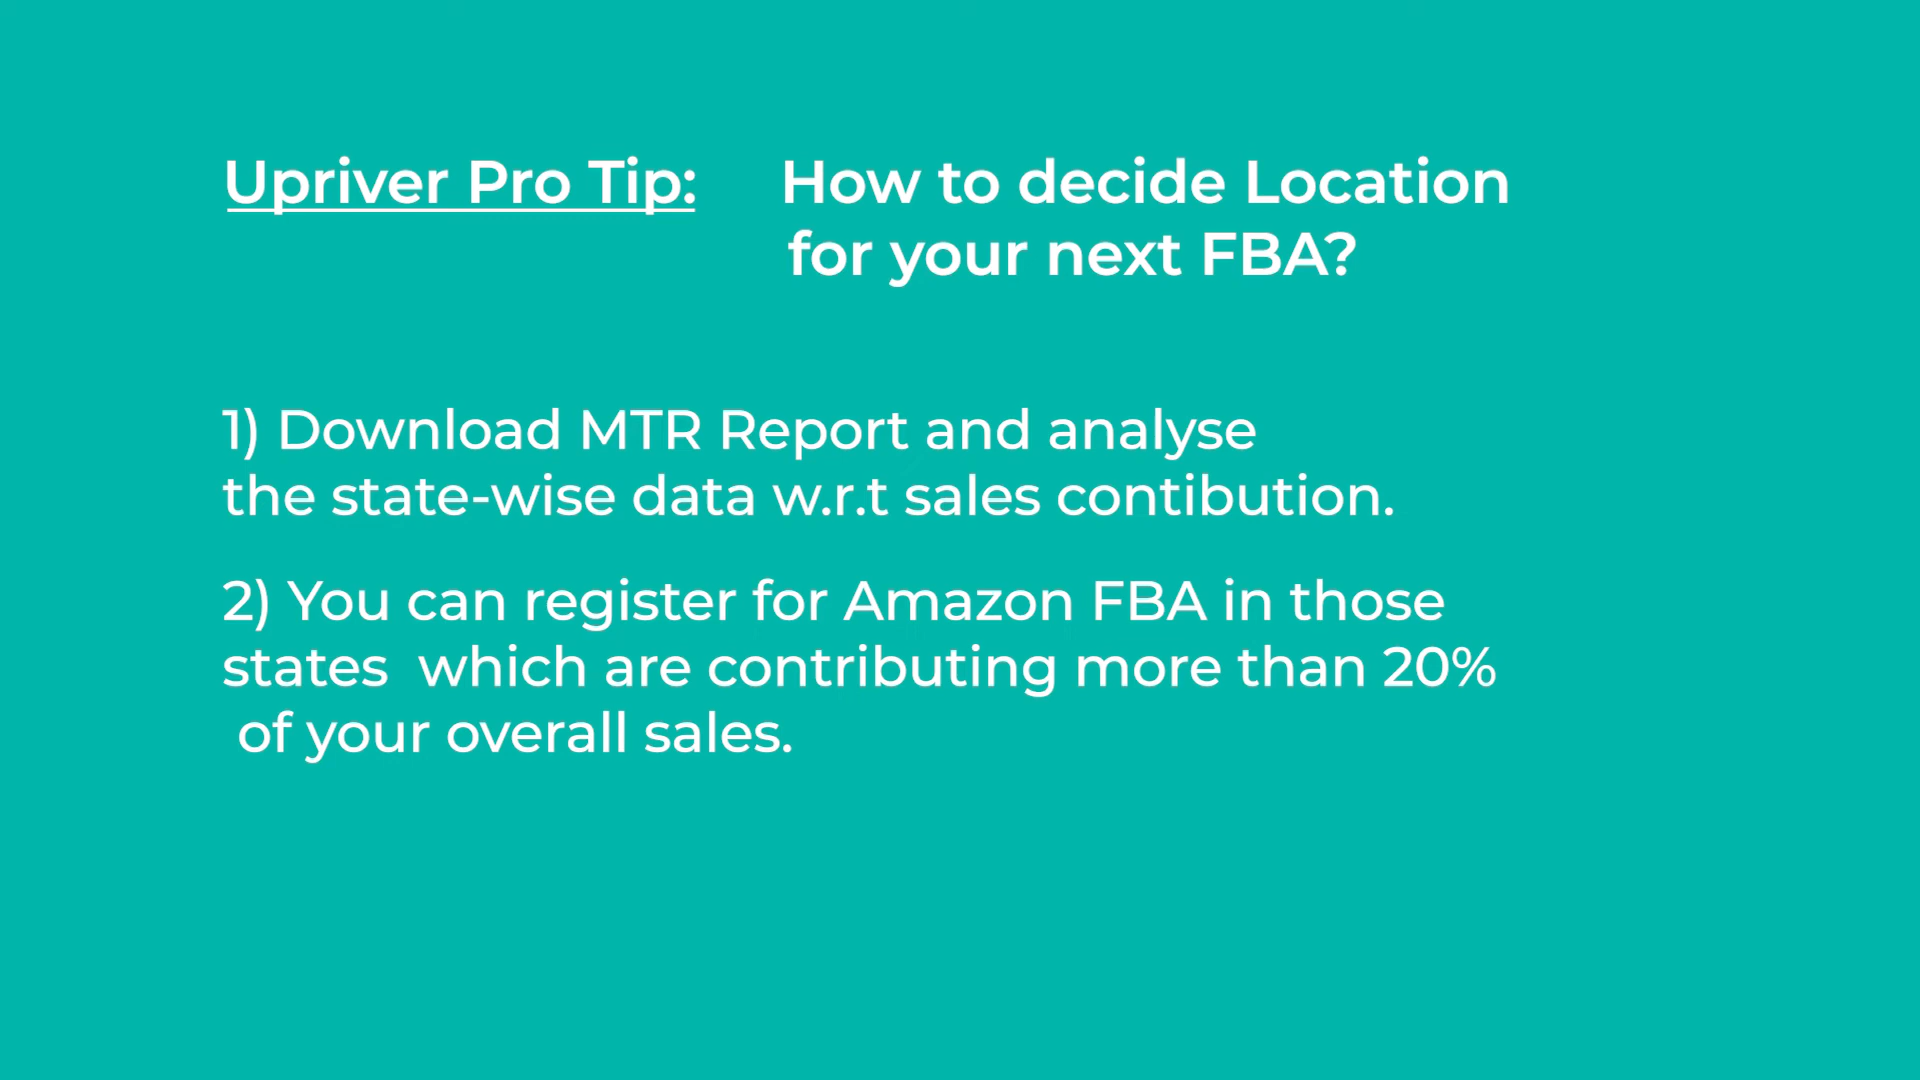 Upriver Pro Tip: How to decide Location
for your next FBA?
1) Download MTR Report and analyse
the state-wise data w.r.t sales contibution.
2) You can register for Amazon FBA in those
states  which are contributing more than 20%
of your overall sales.